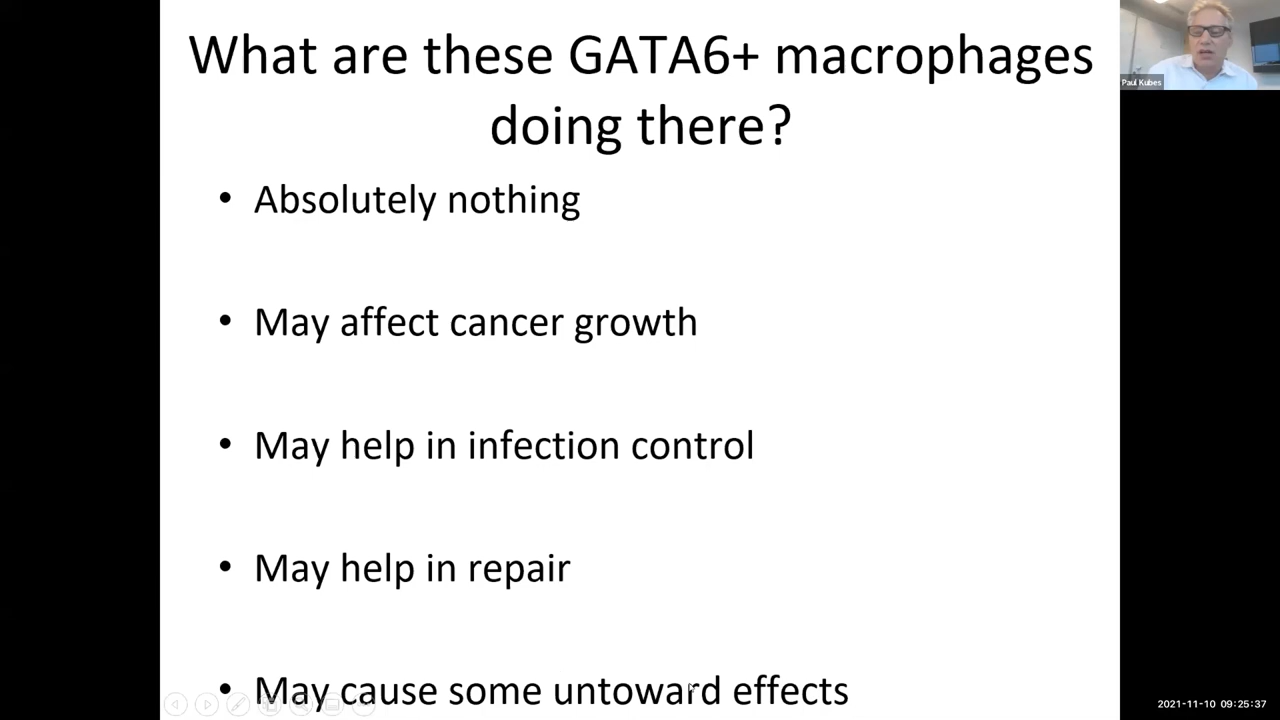 What are these GATA6+ macrophages
doing there?
• Absolutely nothing
• May affect cancer growth
• May help in infection control
• May help in repair
• May cause some untoward effects
Paul Kubes
2021-11-10 09:25:37